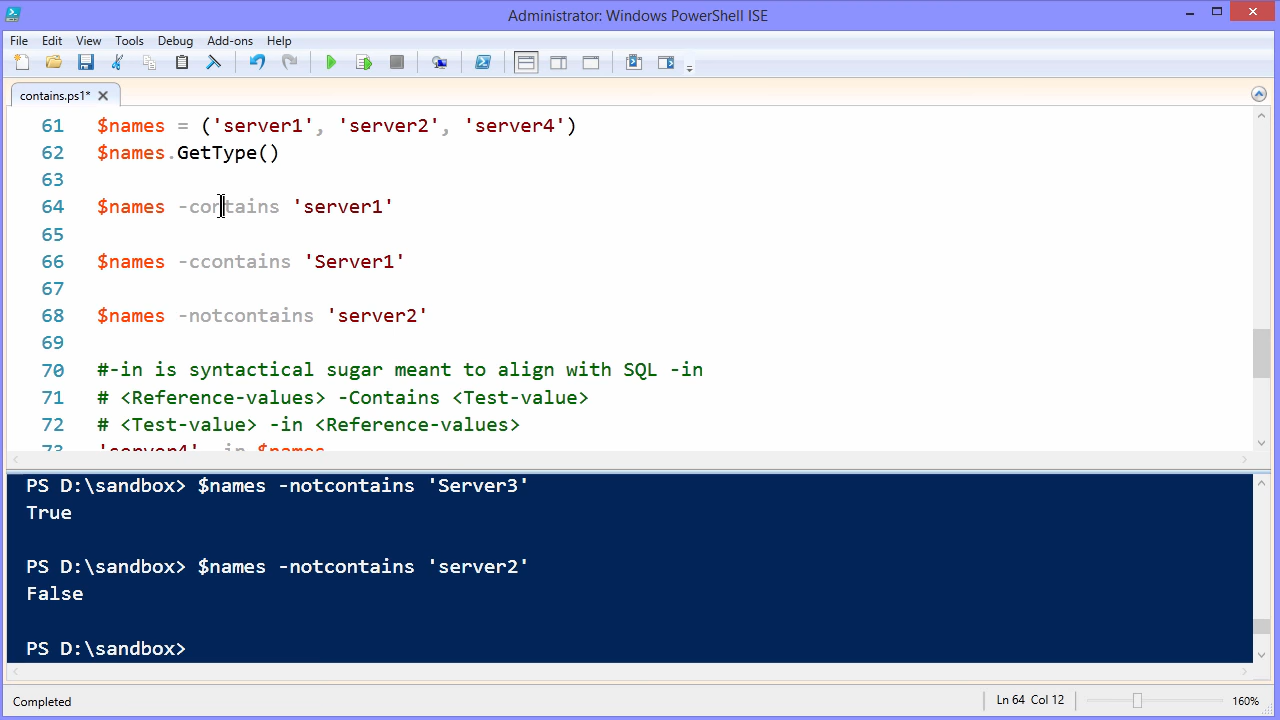 Administrator: Windows PowerShell ISE
File Edit View Tools Debug Add-ons Help
contains.ps1*
61 $names = ('server1', 'server2', 'server4')
62 $names.GetType()
63
64 $names -contains 'server1'
65
66 $names -ccontains 'Server1'
67
68 $names -notcontains 'server2'
69
70 #-in is syntactical sugar meant to align with SQL -in
71 # <Reference-values> -Contains <Test-value>
72 # <Test-value> -in <Reference-values>
73 'server4' -in $names
PS D:\sandbox> $names -notcontains 'Server3'
True
PS D:\sandbox> $names -notcontains 'server2'
False
PS D:\sandbox>
Completed Ln 64 Col 12 160%